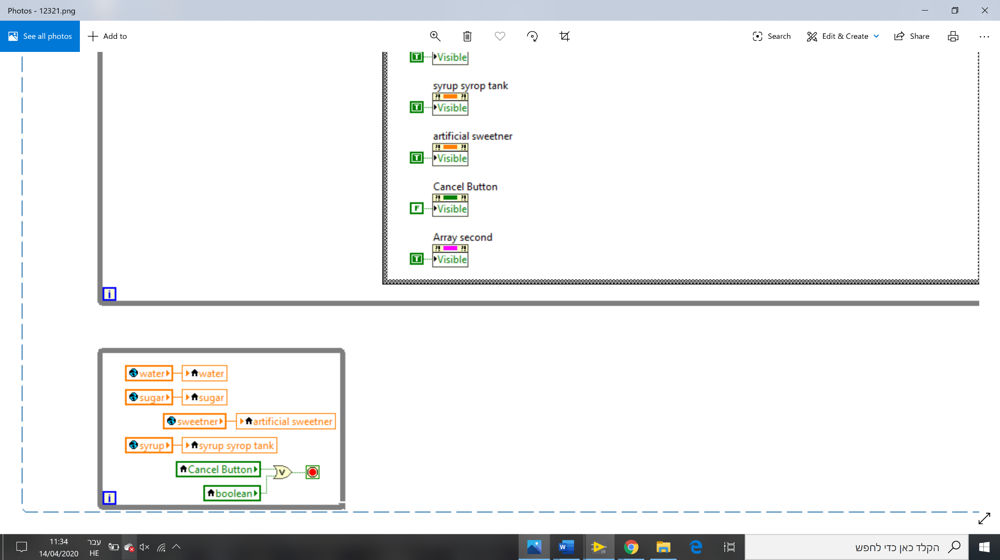 Photos - 12321.png
See all photos
Add to
Search
Edit & Create
Share
T Visible
syrup syrop tank
?! ?!
T Visible
artificial sweetner
?! ?!
T Visible
Cancel Button
?! ?!
F Visible
Array second
?! ?!
T Visible
i
water water
sugar sugar
sweetner artificial sweetner
syrup syrup syrop tank
Cancel Button V
boolean
i
11:34
14/04/2020
עבר
HE
W
19
הקלד כאן כדי לחפש